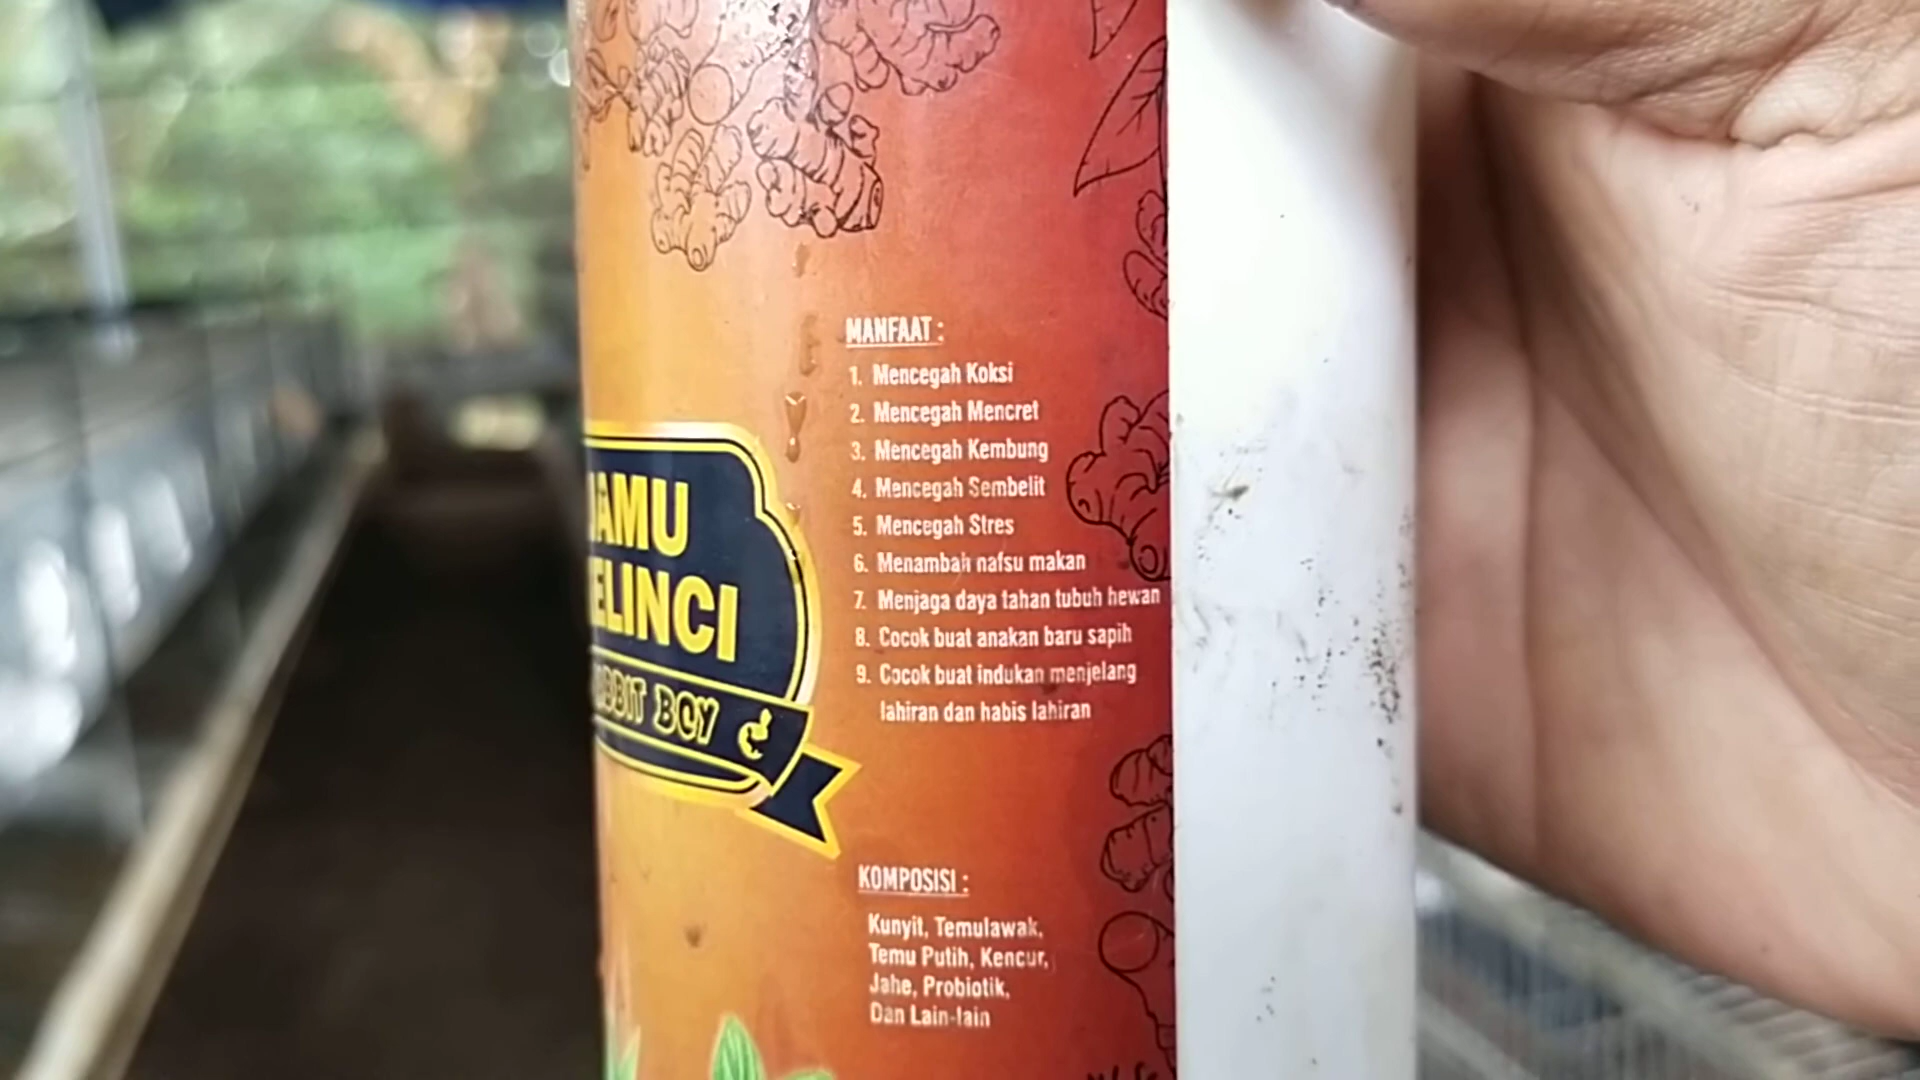 MANFAAT :
1. Mencegah Koksi
2. Mencegah Mencret
3. Mencegah Kembung
4. Mencegah Sembelit
5. Mencegah Stres
6. Menambah nafsu makan
7. Menjaga daya tahan tubuh hewan
8. Cocok buat anakan baru sapih
9. Cocok buat indukan menjelang
lahiran dan habis lahiran
JAMU
ELINCI
BBIT BOY
KOMPOSISI :
Kunyit, Temulawak,
Temu Putih, Kencur,
Jahe, Probiotik,
Dan Lain-lain